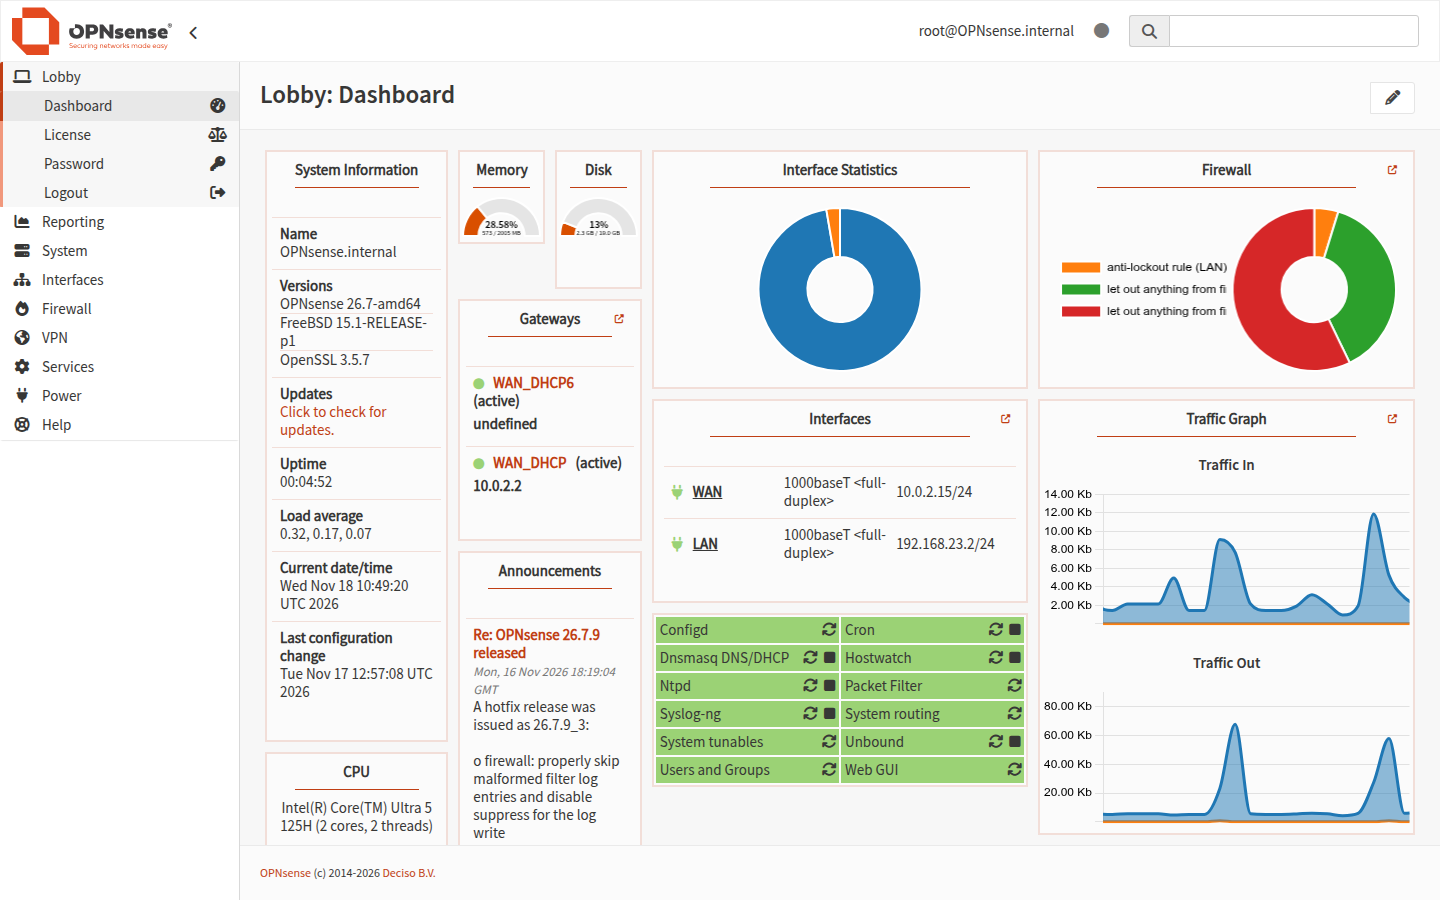 OPNsense®
Securing networks made easy
root@OPNsense.internal
Lobby
Dashboard
License
Password
Logout
Reporting
System
Interfaces
Firewall
VPN
Services
Power
Help
Lobby: Dashboard
System Information
Name
OPNsense.internal
Versions
OPNsense 26.7-amd64
FreeBSD 15.1-RELEASE-
p1
OpenSSL 3.5.7
Updates
Click to check for
updates.
Uptime
00:04:52
Load average
0.32, 0.17, 0.07
Current date/time
Wed Nov 18 10:49:20
UTC 2026
Last configuration
change
Tue Nov 17 12:57:08 UTC
2026
CPU
Intel(R) Core(TM) Ultra 5
125H (2 cores, 2 threads)
Memory
28.58%
573 / 2005 MB
Disk
13%
2.3 GB / 19.0 GB
Gateways
WAN_DHCP6
(active)
undefined
WAN_DHCP (active)
10.0.2.2
Announcements
Re: OPNsense 26.7.9
released
Mon, 16 Nov 2026 18:19:04
GMT
A hotfix release was
issued as 26.7.9_3:
o firewall: properly skip
malformed filter log
entries and disable
suppress for the log
write
Interface Statistics
Interfaces
WAN 1000baseT <full-
duplex> 10.0.2.15/24
LAN 1000baseT <full-
duplex> 192.168.23.2/24
Configd Cron
Dnsmasq DNS/DHCP Hostwatch
Ntpd Packet Filter
Syslog-ng System routing
System tunables Unbound
Users and Groups Web GUI
Firewall
anti-lockout rule (LAN)
let out anything from fi
let out anything from fi
Traffic Graph
Traffic In
14.00 Kb
12.00 Kb
10.00 Kb
8.00 Kb
6.00 Kb
4.00 Kb
2.00 Kb
Traffic Out
80.00 Kb
60.00 Kb
40.00 Kb
20.00 Kb
OPNsense (c) 2014-2026 Deciso B.V.